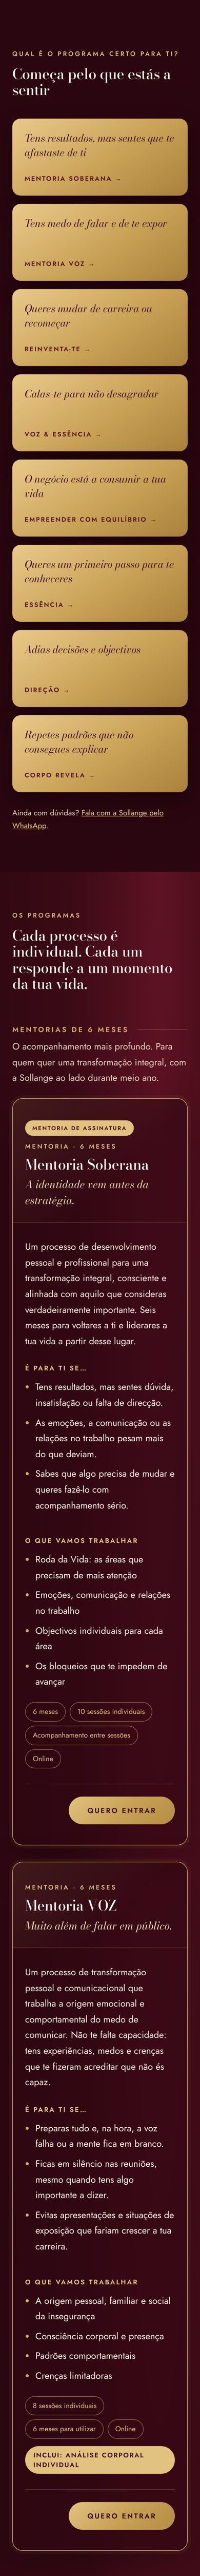 QUAL É O PROGRAMA CERTO PARA TI?
Começa pelo que estás a
sentir
Tens resultados, mas sentes que te
afastaste de ti
MENTORIA SOBERANA →
Tens medo de falar e de te expor
MENTORIA VOZ →
Queres mudar de carreira ou
recomeçar
REINVENTA-TE →
Calas-te para não desagradar
VOZ & ESSÊNCIA →
O negócio está a consumir a tua
vida
EMPREENDER COM EQUILÍBRIO →
Queres um primeiro passo para te
conheceres
ESSÊNCIA →
Adias decisões e objectivos
DIREÇÃO →
Repetes padrões que não
consegues explicar
CORPO REVELA →
Ainda com dúvidas? Fala com a Sollange pelo
WhatsApp.
OS PROGRAMAS
Cada processo é
individual. Cada um
responde a um momento
da tua vida.
MENTORIAS DE 6 MESES
O acompanhamento mais profundo. Para
quem quer uma transformação integral, com
a Sollange ao lado durante meio ano.
MENTORIA DE ASSINATURA
MENTORIA · 6 MESES
Mentoria Soberana
A identidade vem antes da
estratégia.
Um processo de desenvolvimento
pessoal e profissional para uma
transformação integral, consciente e
alinhada com aquilo que consideras
verdadeiramente importante. Seis
meses para voltares a ti e liderares a
tua vida a partir desse lugar.
É PARA TI SE…
• Tens resultados, mas sentes dúvida,
insatisfação ou falta de direcção.
• As emoções, a comunicação ou as
relações no trabalho pesam mais
do que deviam.
• Sabes que algo precisa de mudar e
queres fazê-lo com
acompanhamento sério.
O QUE VAMOS TRABALHAR
• Roda da Vida: as áreas que
precisam de mais atenção
• Emoções, comunicação e relações
no trabalho
• Objectivos individuais para cada
área
• Os bloqueios que te impedem de
avançar
6 meses
10 sessões individuais
Acompanhamento entre sessões
Online
QUERO ENTRAR
MENTORIA · 6 MESES
Mentoria VOZ
Muito além de falar em público.
Um processo de transformação
pessoal e comunicacional que
trabalha a origem emocional e
comportamental do medo de
comunicar. Não te falta capacidade:
tens experiências, medos e crenças
que te fizeram acreditar que não és
capaz.
É PARA TI SE…
• Preparas tudo e, na hora, a voz
falha ou a mente fica em branco.
• Ficas em silêncio nas reuniões,
mesmo quando tens algo
importante a dizer.
• Evitas apresentações e situações de
exposição que fariam crescer a tua
carreira.
O QUE VAMOS TRABALHAR
• A origem pessoal, familiar e social
da insegurança
• Consciência corporal e presença
• Padrões comportamentais
• Crenças limitadoras
8 sessões individuais
6 meses para utilizar
Online
INCLUI: ANÁLISE CORPORAL
INDIVIDUAL
QUERO ENTRAR